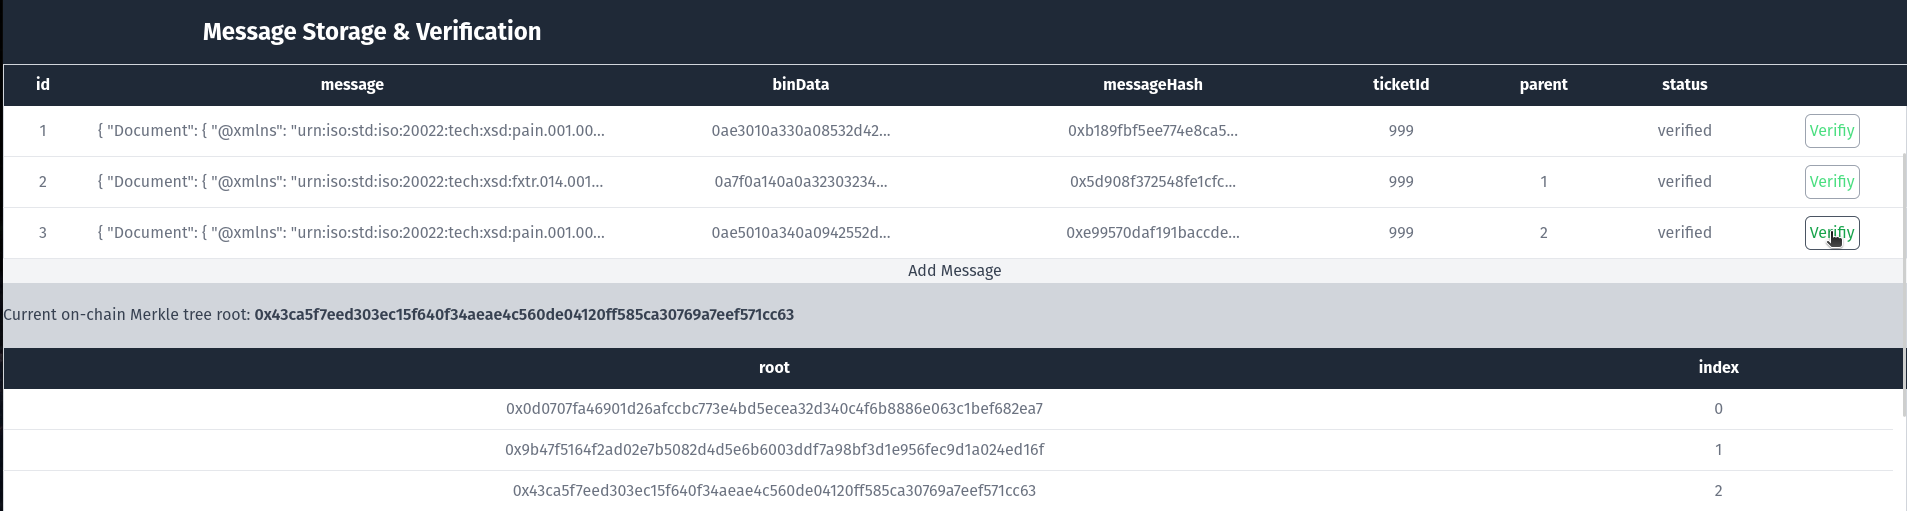 Message Storage & Verification
id message binData messageHash ticketId parent status
1 { "Document": { "@xmlns": "urn:iso:std:iso:20022:tech:xsd:pain.001.00... 0ae3010a330a08532d42... 0xb189fbf5ee774e8ca5... 999 verified Verifiy
2 { "Document": { "@xmlns": "urn:iso:std:iso:20022:tech:xsd:fxtr.014.001... 0a7f0a140a0a32303234... 0x5d908f372548fe1cfc... 999 1 verified Verifiy
3 { "Document": { "@xmlns": "urn:iso:std:iso:20022:tech:xsd:pain.001.00... 0ae5010a340a0942552d... 0xe99570daf191baccde... 999 2 verified Verifiy
Add Message
Current on-chain Merkle tree root: 0x43ca5f7eed303ec15f640f34aeae4c560de04120ff585ca30769a7eef571cc63
root index
0x0d0707fa46901d26afccbc773e4bd5ecea32d340c4f6b8886e063c1bef682ea7 0
0x9b47f5164f2ad02e7b5082d4d5e6b6003ddf7a98bf3d1e956fec9d1a024ed16f 1
0x43ca5f7eed303ec15f640f34aeae4c560de04120ff585ca30769a7eef571cc63 2